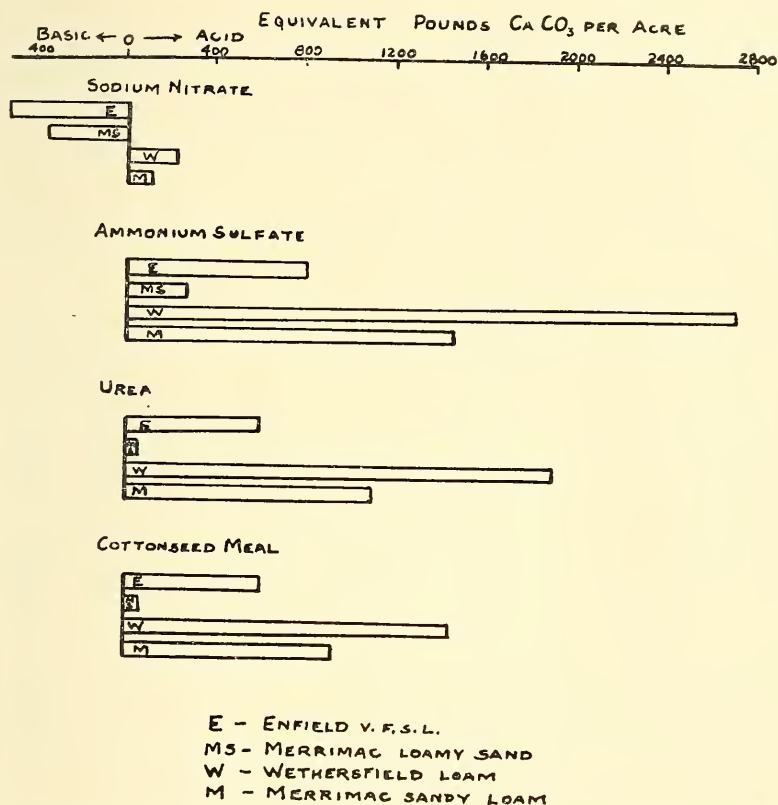 EQUIVALENT POUNDS CACO3 PER ACRE
BASIC ← 0 → ACID
400 400 800 1200 1600 2000 2400 2800
SODIUM NITRATE
E
MS
W
M
AMMONIUM SULFATE
E
MS
W
M
UREA
E
W
M
COTTONSEED MEAL
E
MS
W
M
E - ENFIELD V.F.S.L.
MS - MERRIMAC LOAMY SAND
W - WETHERSFIELD LOAM
M - MERRIMAC SANDY LOAM